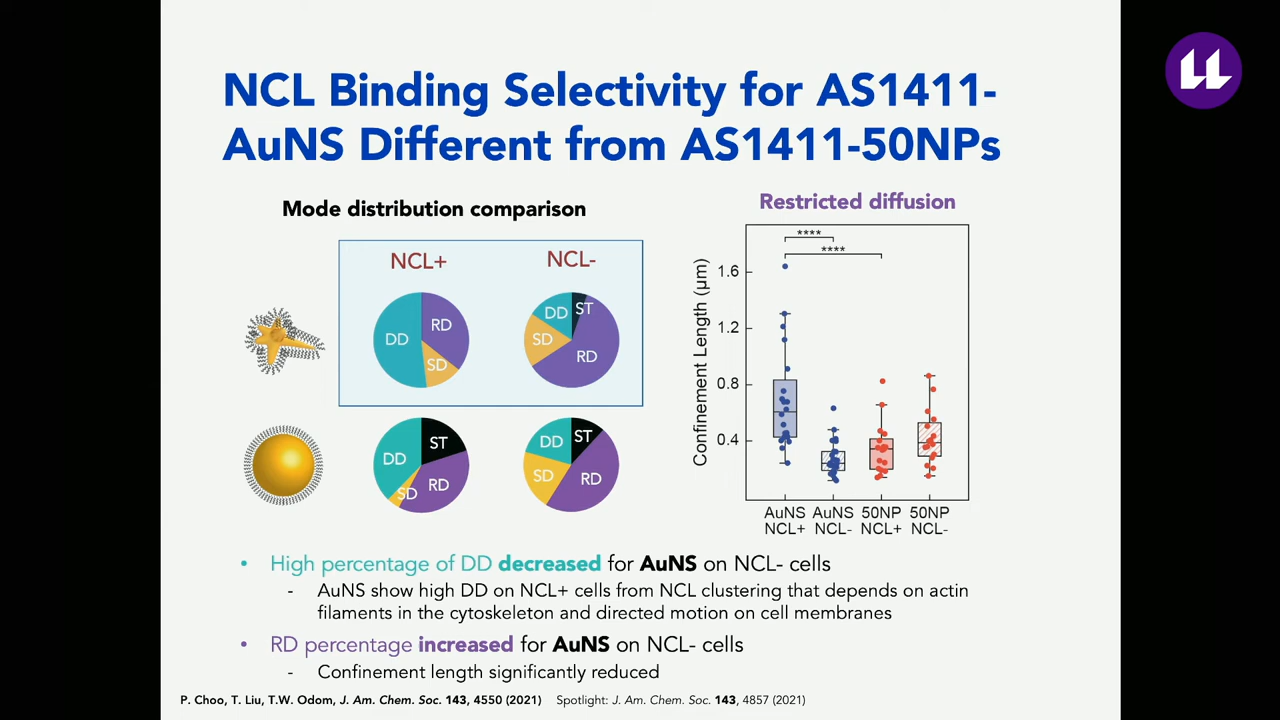 NCL Binding Selectivity for AS1411-
AuNS Different from AS1411-50NPs
Mode distribution comparison
NCL+
NCL-
DD
RD
SD
DD
ST
SD
RD
DD
ST
SD
RD
DD
ST
SD
RD
Restricted diffusion
****
****
Confinement Length (μm)
1.6
1.2
0.8
0.4
AuNS AuNS 50NP 50NP
NCL+ NCL- NCL+ NCL-
• High percentage of DD decreased for AuNS on NCL- cells
- AuNS show high DD on NCL+ cells from NCL clustering that depends on actin
filaments in the cytoskeleton and directed motion on cell membranes
• RD percentage increased for AuNS on NCL- cells
- Confinement length significantly reduced
P. Choo, T. Liu, T.W. Odom, J. Am. Chem. Soc. 143, 4550 (2021) Spotlight: J. Am. Chem. Soc. 143, 4857 (2021)